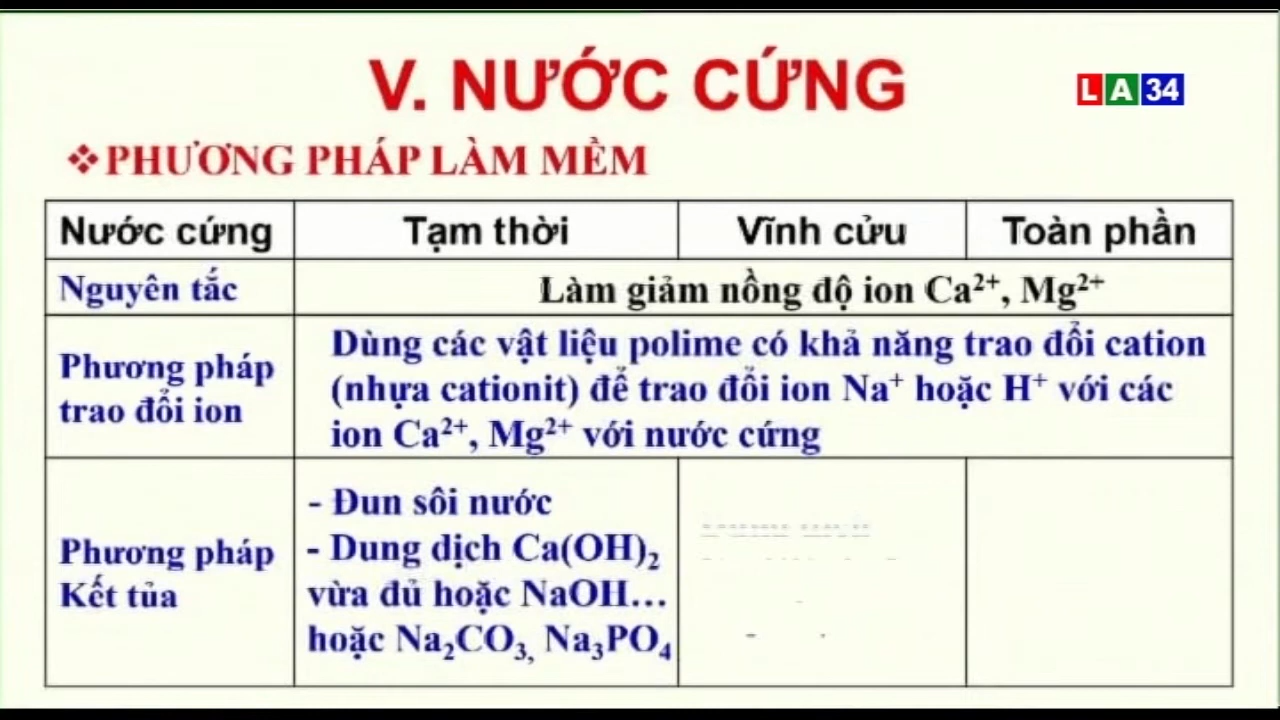 V. NƯỚC CỨNG
LA34
❖PHƯƠNG PHÁP LÀM MỀM
Nước cứng Tạm thời Vĩnh cửu Toàn phần
Nguyên tắc Làm giảm nồng độ ion Ca²⁺, Mg²⁺
Phương pháp
trao đổi ion
Dùng các vật liệu polime có khả năng trao đổi cation
(nhựa cationit) để trao đổi ion Na⁺ hoặc H⁺ với các
ion Ca²⁺, Mg²⁺ với nước cứng
Phương pháp
Kết tủa
- Đun sôi nước
- Dung dịch Ca(OH)₂
vừa đủ hoặc NaOH...
hoặc Na₂CO₃, Na₃PO₄